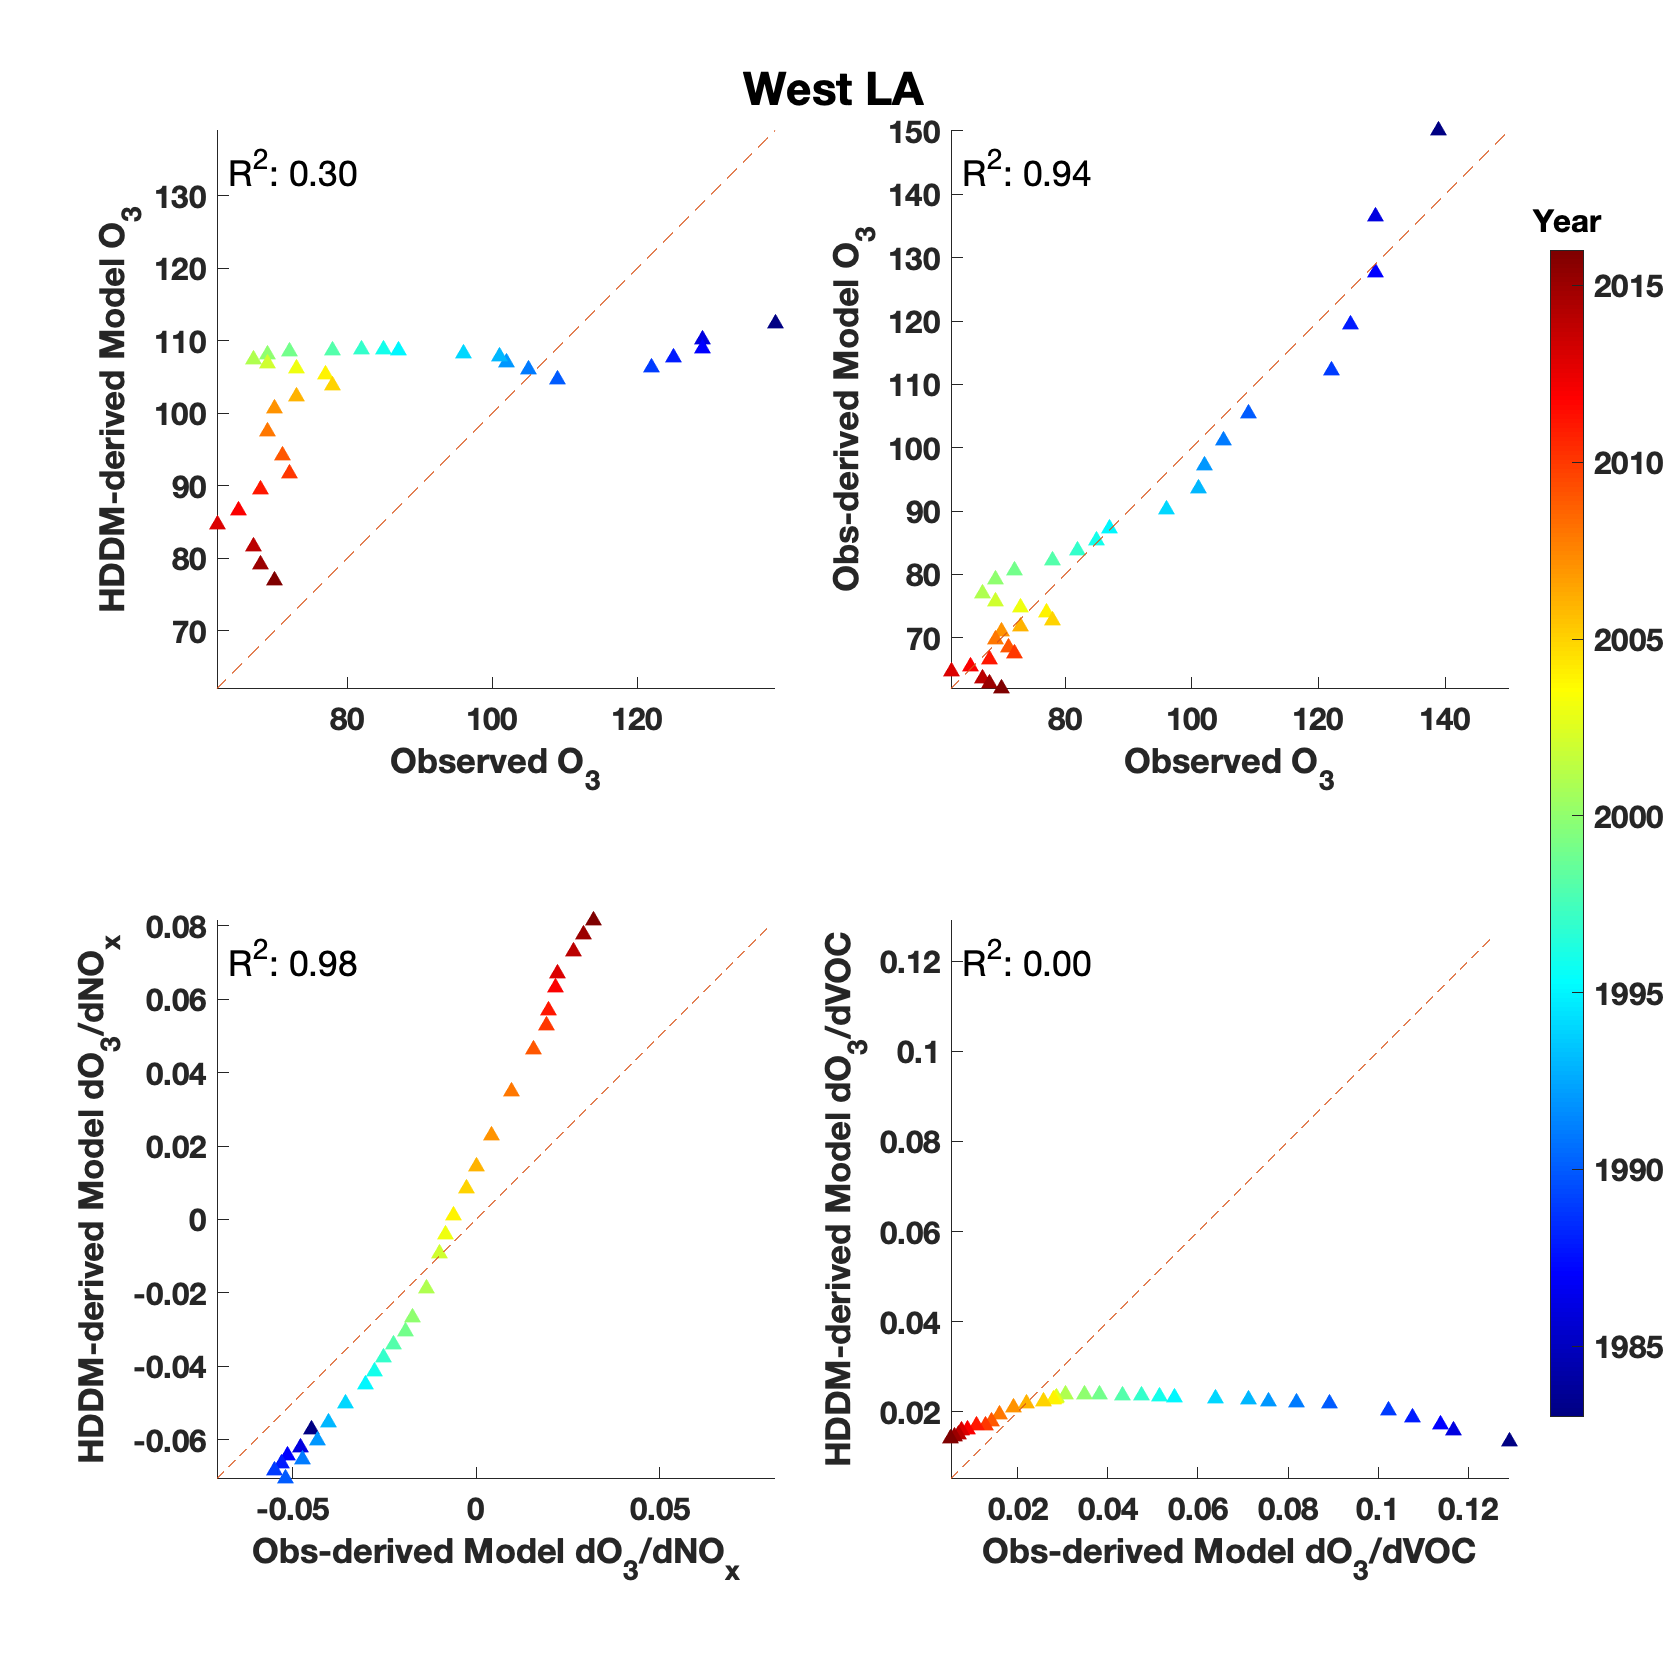 West LA
R²: 0.30
HDDM-derived Model O₃
130
120
110
100
90
80
70
80 100 120
Observed O₃
R²: 0.94
Obs-derived Model O₃
150
140
130
120
110
100
90
80
70
80 100 120 140
Observed O₃
Year
2015
2010
2005
2000
1995
1990
1985
R²: 0.98
HDDM-derived Model dO₃/dNOₓ
0.08
0.06
0.04
0.02
0
-0.02
-0.04
-0.06
-0.05 0 0.05
Obs-derived Model dO₃/dNOₓ
R²: 0.00
HDDM-derived Model dO₃/dVOC
0.12
0.1
0.08
0.06
0.04
0.02
0.02 0.04 0.06 0.08 0.1 0.12
Obs-derived Model dO₃/dVOC